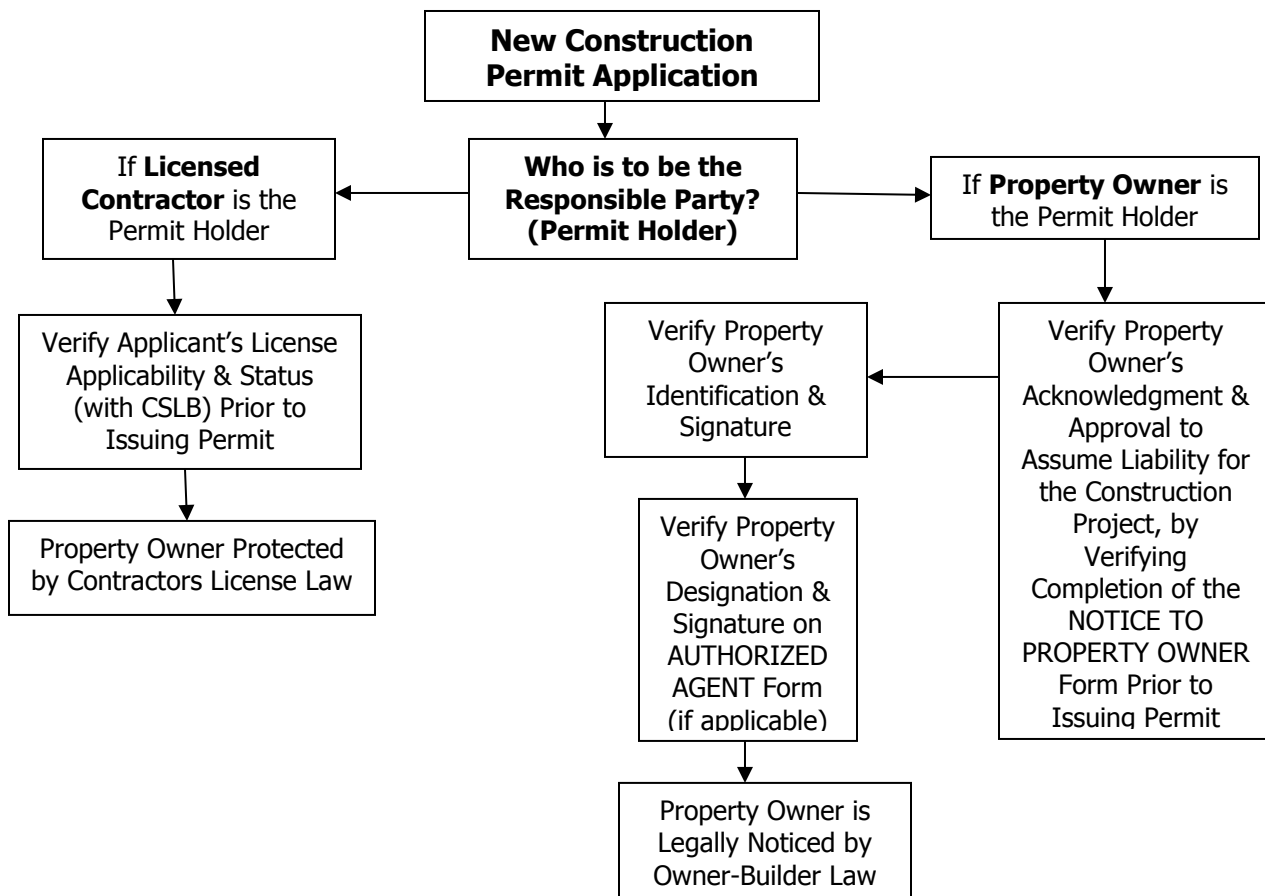 New Construction
Permit Application
Who is to be the
Responsible Party?
(Permit Holder)
If Licensed
Contractor is the
Permit Holder
Verify Applicant’s License
Applicability & Status
(with CSLB) Prior to
Issuing Permit
Property Owner Protected
by Contractors License Law
If Property Owner is
the Permit Holder
Verify Property
Owner’s
Acknowledgment &
Approval to
Assume Liability for
the Construction
Project, by
Verifying
Completion of the
NOTICE TO
PROPERTY OWNER
Form Prior to
Issuing Permit
Verify Property
Owner’s
Identification &
Signature
Verify Property
Owner’s
Designation &
Signature on
AUTHORIZED
AGENT Form
(if applicable)
Property Owner is
Legally Noticed by
Owner-Builder Law